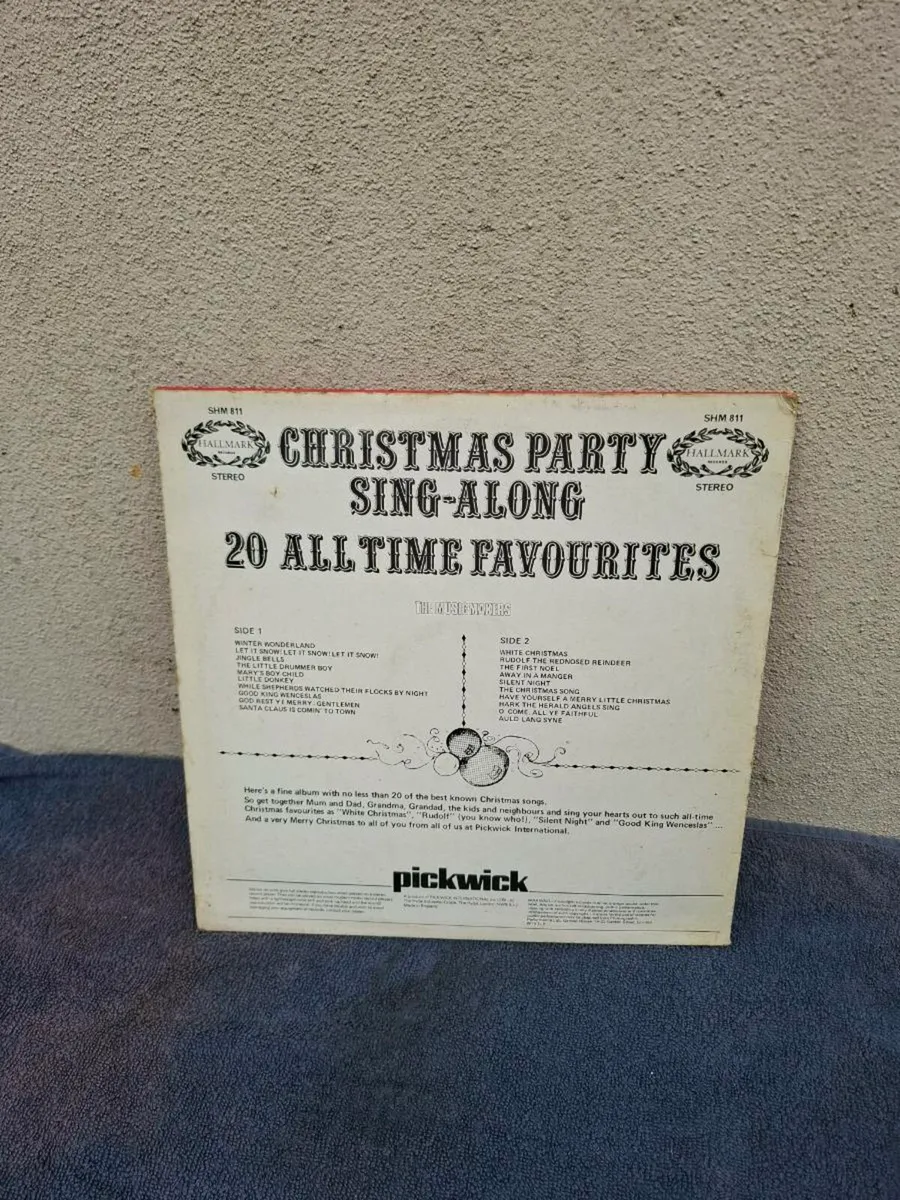 SHM 811
SHM 811
HALLMARK
RECORDS
STEREO
HALLMARK
RECORDS
STEREO
CHRISTMAS PARTY
SING-ALONG
20 ALL TIME FAVOURITES
THE MUSIC MAKERS
SIDE 1
WINTER WONDERLAND
LET IT SNOW! LET IT SNOW! LET IT SNOW!
JINGLE BELLS
THE LITTLE DRUMMER BOY
MARY'S BOY CHILD
LITTLE DONKEY
WHILE SHEPHERDS WATCHED THEIR FLOCKS BY NIGHT
GOOD KING WENCESLAS
GOD REST YE MERRY, GENTLEMEN
SANTA CLAUS IS COMIN' TO TOWN
SIDE 2
WHITE CHRISTMAS
RUDOLF THE REDNOSED REINDEER
THE FIRST NOEL
AWAY IN A MANGER
SILENT NIGHT
THE CHRISTMAS SONG
HAVE YOURSELF A MERRY LITTLE CHRISTMAS
HARK THE HERALD ANGELS SING
O COME, ALL YE FAITHFUL
AULD LANG SYNE
Here's a fine album with no less than 20 of the best known Christmas songs.
So get together Mum and Dad, Grandma, Grandad, the kids and neighbours and sing your hearts out to such all-time
Christmas favourites as "White Christmas", "Rudolf" (you know who!), "Silent Night" and "Good King Wenceslas" ...
And a very Merry Christmas to all of you from all of us at Pickwick International.
pickwick
Made in England